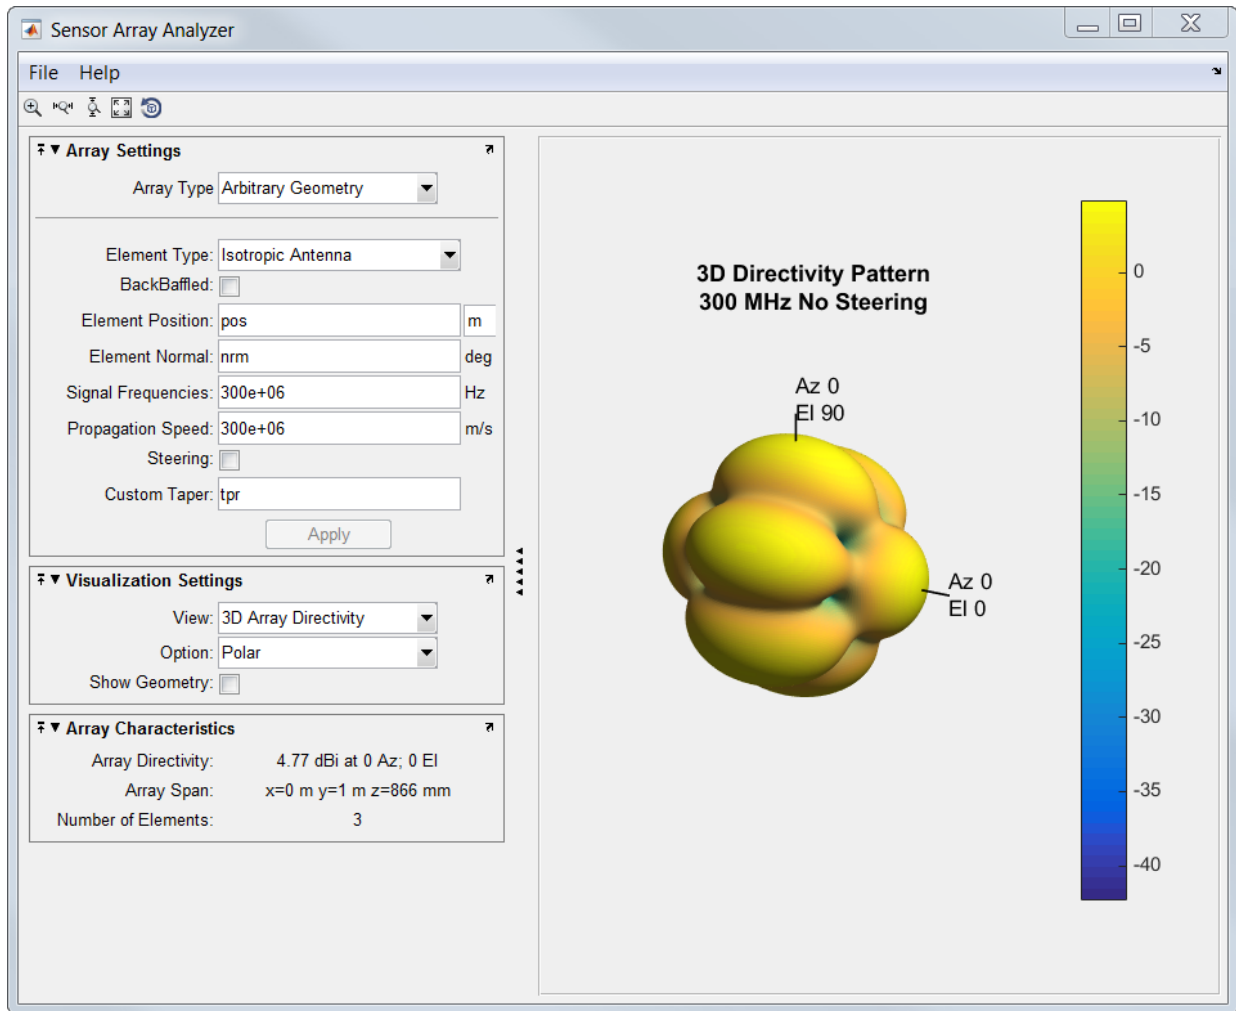 Sensor Array Analyzer
File Help
Array Settings
Array Type Arbitrary Geometry
Element Type: Isotropic Antenna
BackBaffled:
Element Position: pos m
Element Normal: nrm deg
Signal Frequencies: 300e+06 Hz
Propagation Speed: 300e+06 m/s
Steering:
Custom Taper: tpr
Apply
Visualization Settings
View: 3D Array Directivity
Option: Polar
Show Geometry:
Array Characteristics
Array Directivity: 4.77 dBi at 0 Az; 0 El
Array Span: x=0 m y=1 m z=866 mm
Number of Elements: 3
3D Directivity Pattern
300 MHz No Steering
Az 0
El 90
Az 0
El 0
0
-5
-10
-15
-20
-25
-30
-35
-40